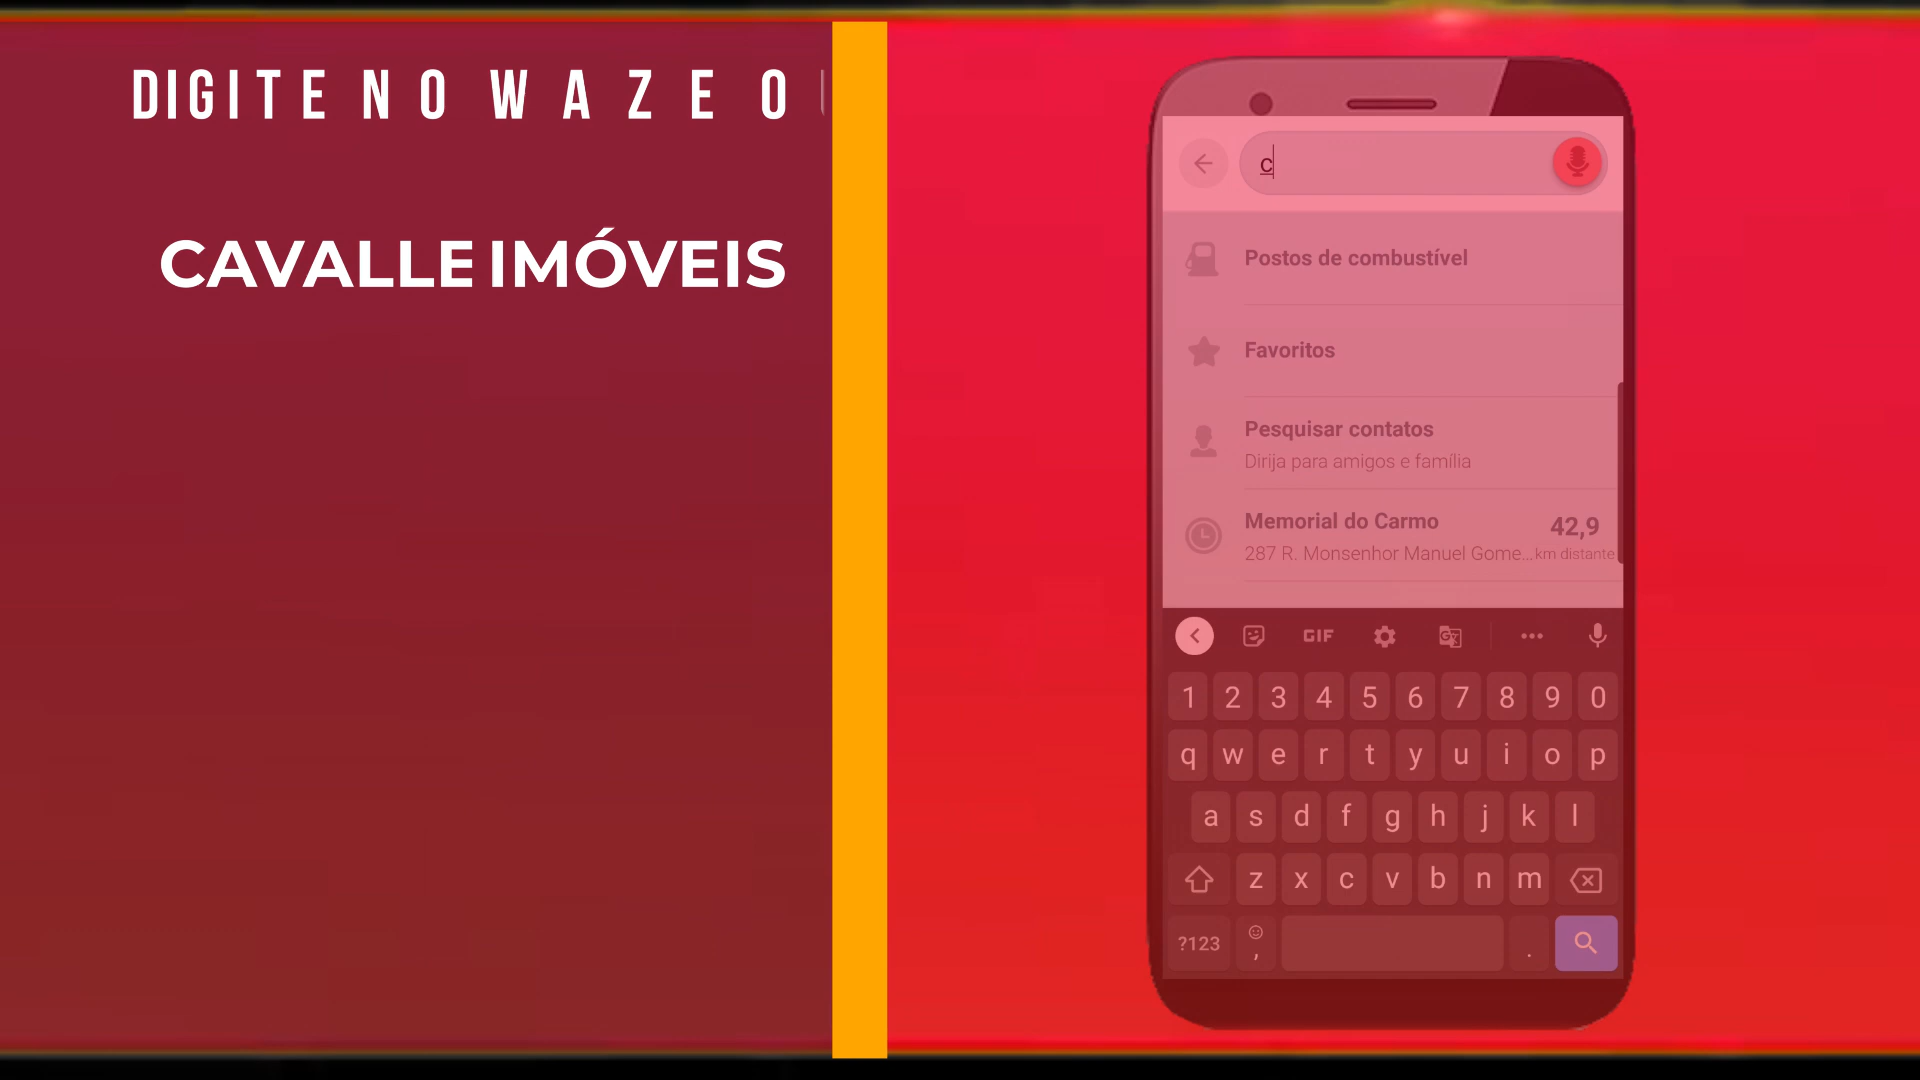 DIGITE NO WAZE O
CAVALLE IMÓVEIS
c
Postos de combustível
Favoritos
Pesquisar contatos
Dirija para amigos e família
Memorial do Carmo
42,9
287 R. Monsenhor Manuel Gome...
km distante
GIF
1 2 3 4 5 6 7 8 9 0
q w e r t y u i o p
a s d f g h j k l
z x c v b n m
?123 , .